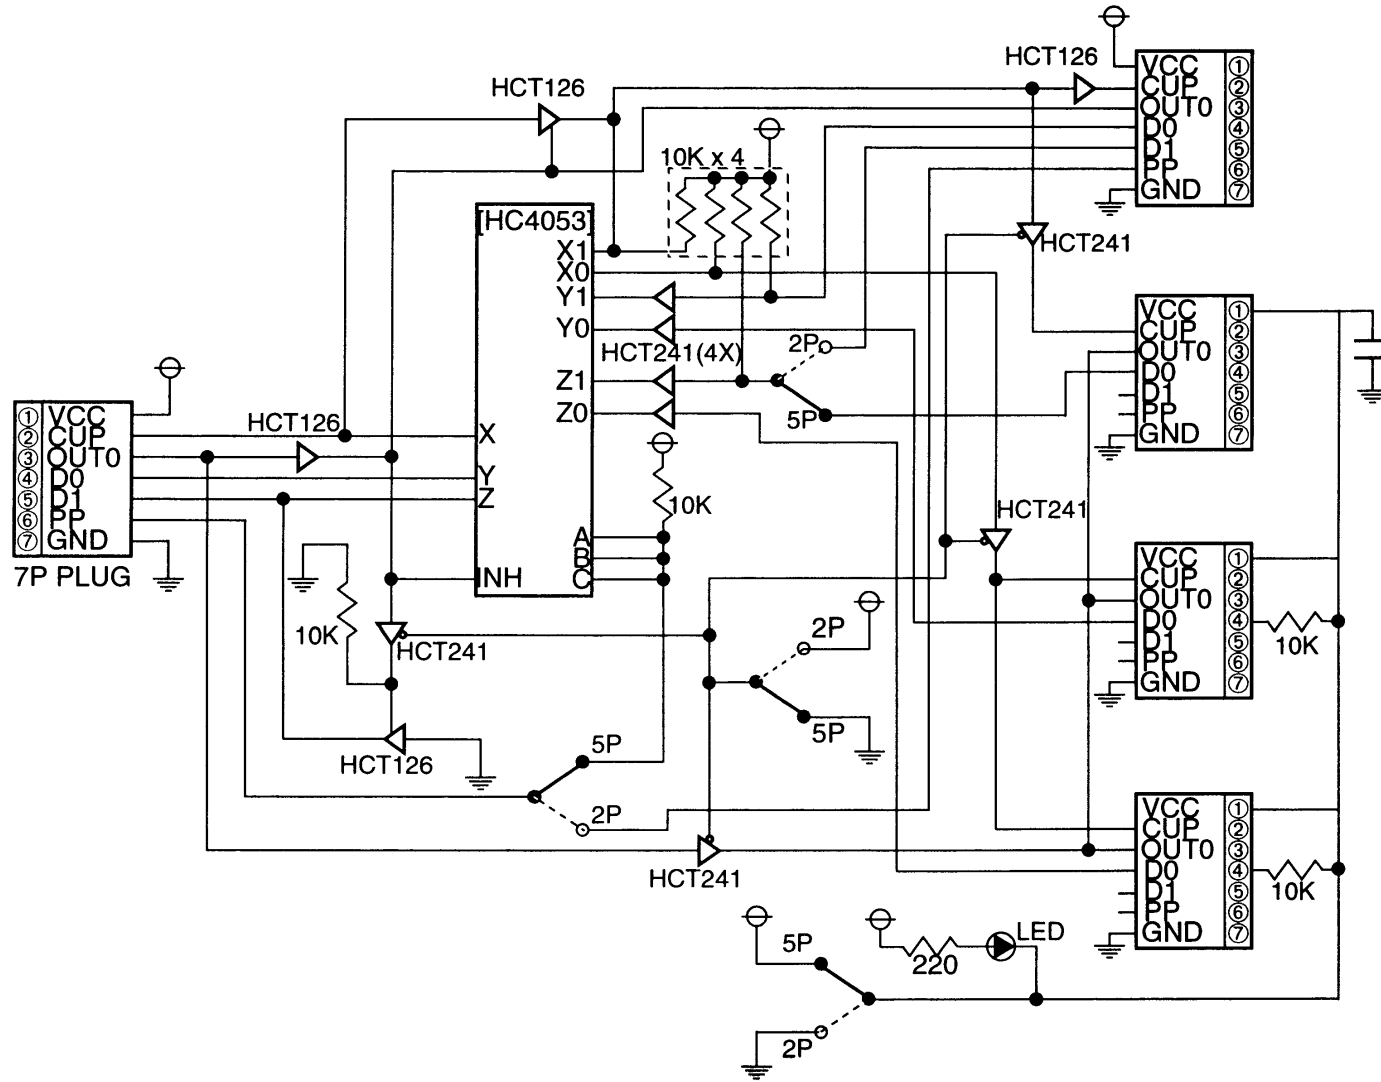 HCT126
VCC ①
CUP ②
OUT0 ③
D0 ④
D1 ⑤
PP ⑥
GND ⑦
HCT126
10K x 4
[HC4053]
X1
X0
Y1
Y0
Z1
Z0
X
Y
Z
A
B
C
INH
HCT241
HCT241(4X)
2P
5P
VCC ①
CUP ②
OUT0 ③
D0 ④
D1 ⑤
PP ⑥
GND ⑦
HCT126
① VCC
② CUP
③ OUT0
④ D0
⑤ D1
⑥ PP
⑦ GND
7P PLUG
10K
HCT241
VCC ①
CUP ②
OUT0 ③
D0 ④
D1 ⑤
PP ⑥
GND ⑦
10K
10K
HCT241
2P
5P
HCT126
5P
2P
HCT241
VCC ①
CUP ②
OUT0 ③
D0 ④
D1 ⑤
PP ⑥
GND ⑦
10K
5P
220
LED
2P